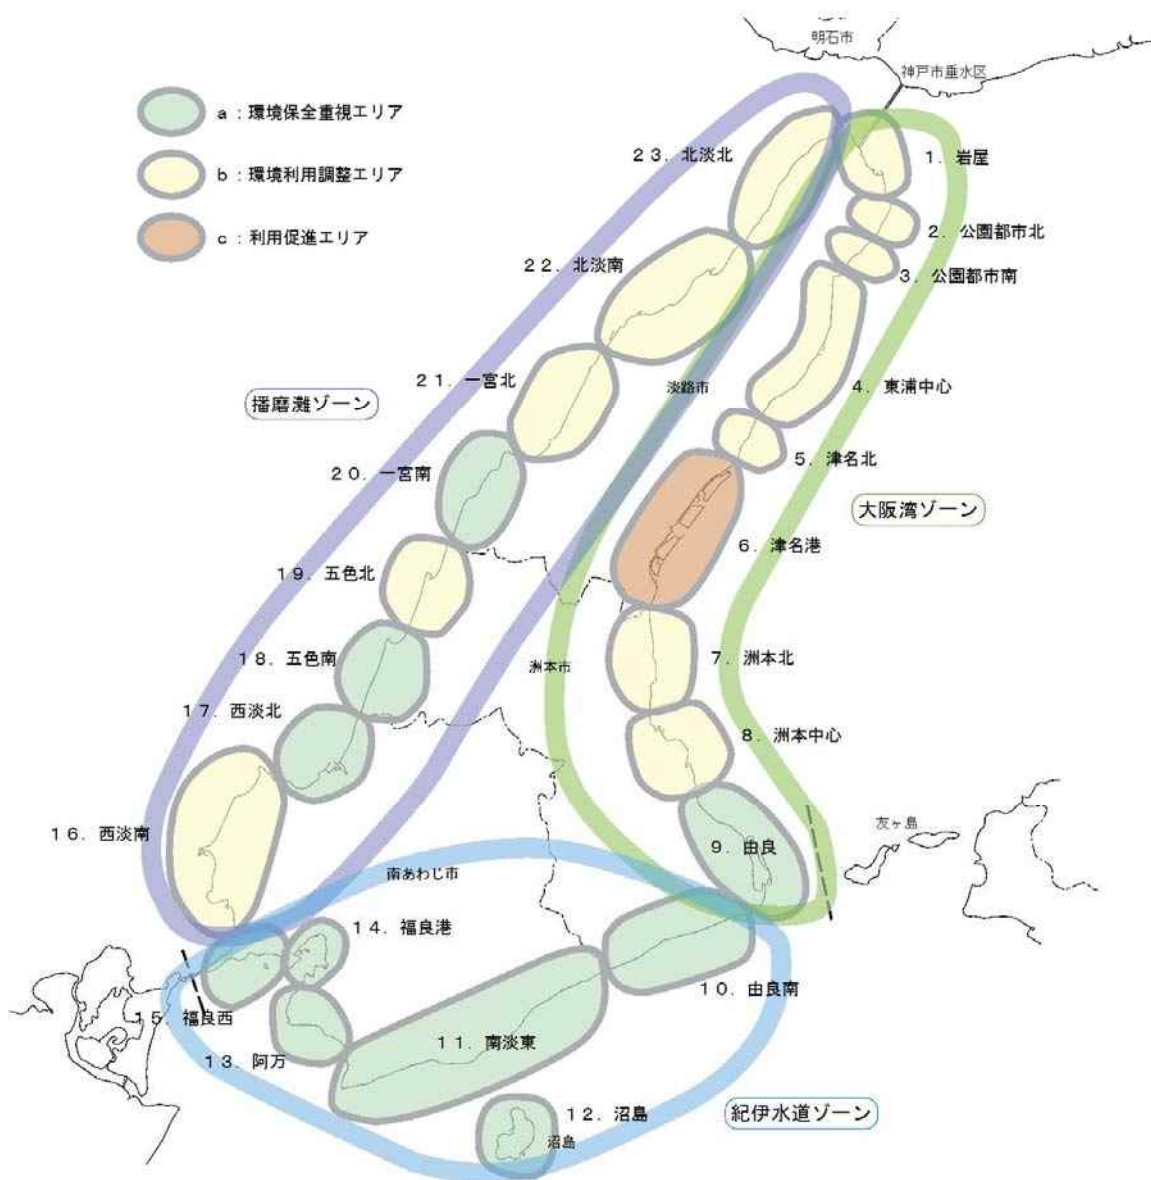 明石市
神戸市垂水区
a：環境保全重視エリア
b：環境利用調整エリア
c：利用促進エリア
２３．北淡北
１．岩屋
２．公園都市北
３．公園都市南
２２．北淡南
２１．一宮北
淡路市
４．東浦中心
播磨灘ゾーン
５．津名北
２０．一宮南
大阪湾ゾーン
６．津名港
１９．五色北
１８．五色南
洲本市
７．洲本北
１７．西淡北
８．洲本中心
１６．西淡南
友ヶ島
９．由良
南あわじ市
１４．福良港
１０．由良南
１５．福良西
１１．南淡東
１３．阿万
１２．沼島
沼島
紀伊水道ゾーン